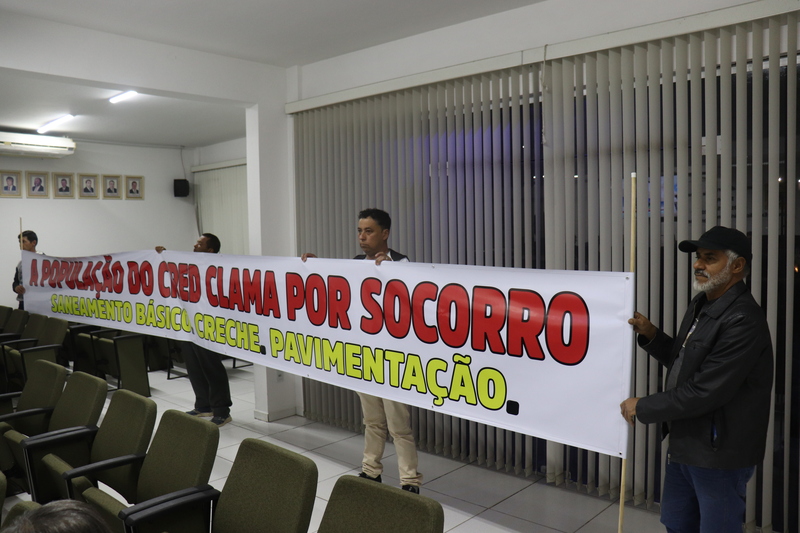 A POPULAÇÃO DO CRED CLAMA POR SOCORRO
SANEAMENTO BÁSICO, CRECHE. PAVIMENTAÇÃO.